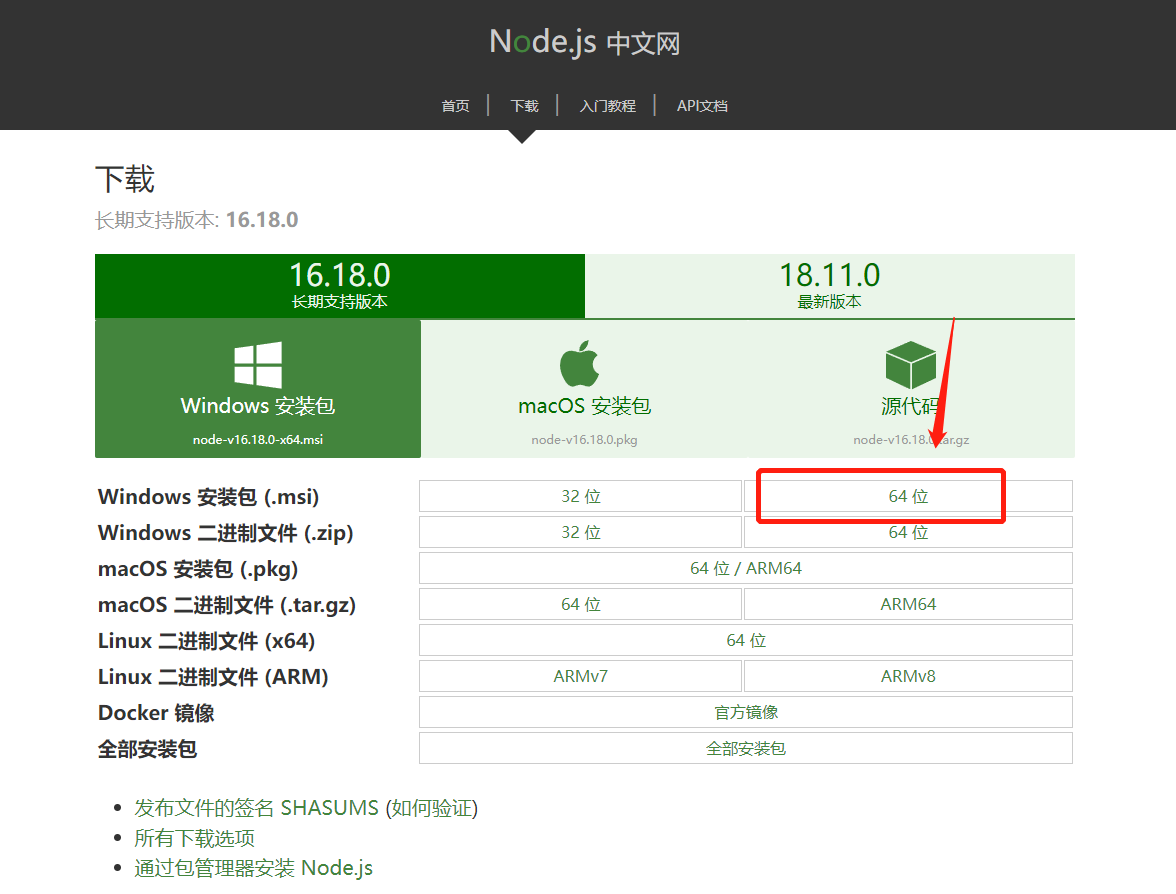 Node.js 中文网
首页 | 下载 | 入门教程 | API文档
下载
长期支持版本: 16.18.0
16.18.0
长期支持版本
18.11.0
最新版本
Windows 安装包
node-v16.18.0-x64.msi
macOS 安装包
node-v16.18.0.pkg
源代码
node-v16.18.0.tar.gz
Windows 安装包 (.msi) 32 位 64 位
Windows 二进制文件 (.zip) 32 位 64 位
macOS 安装包 (.pkg) 64 位 / ARM64
macOS 二进制文件 (.tar.gz) 64 位 ARM64
Linux 二进制文件 (x64) 64 位
Linux 二进制文件 (ARM) ARMv7 ARMv8
Docker 镜像 官方镜像
全部安装包 全部安装包
• 发布文件的签名 SHASUMS (如何验证)
• 所有下载选项
• 通过包管理器安装 Node.js